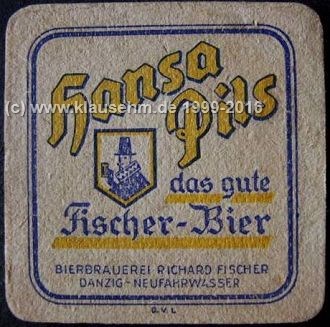 Hansa
Pils
(c) www.klausehm.de 1999-2016
das gute
Fischer-Bier
BIERBRAUEREI RICHARD FISCHER
DANZIG-NEUFAHRWASSER
D.V.L